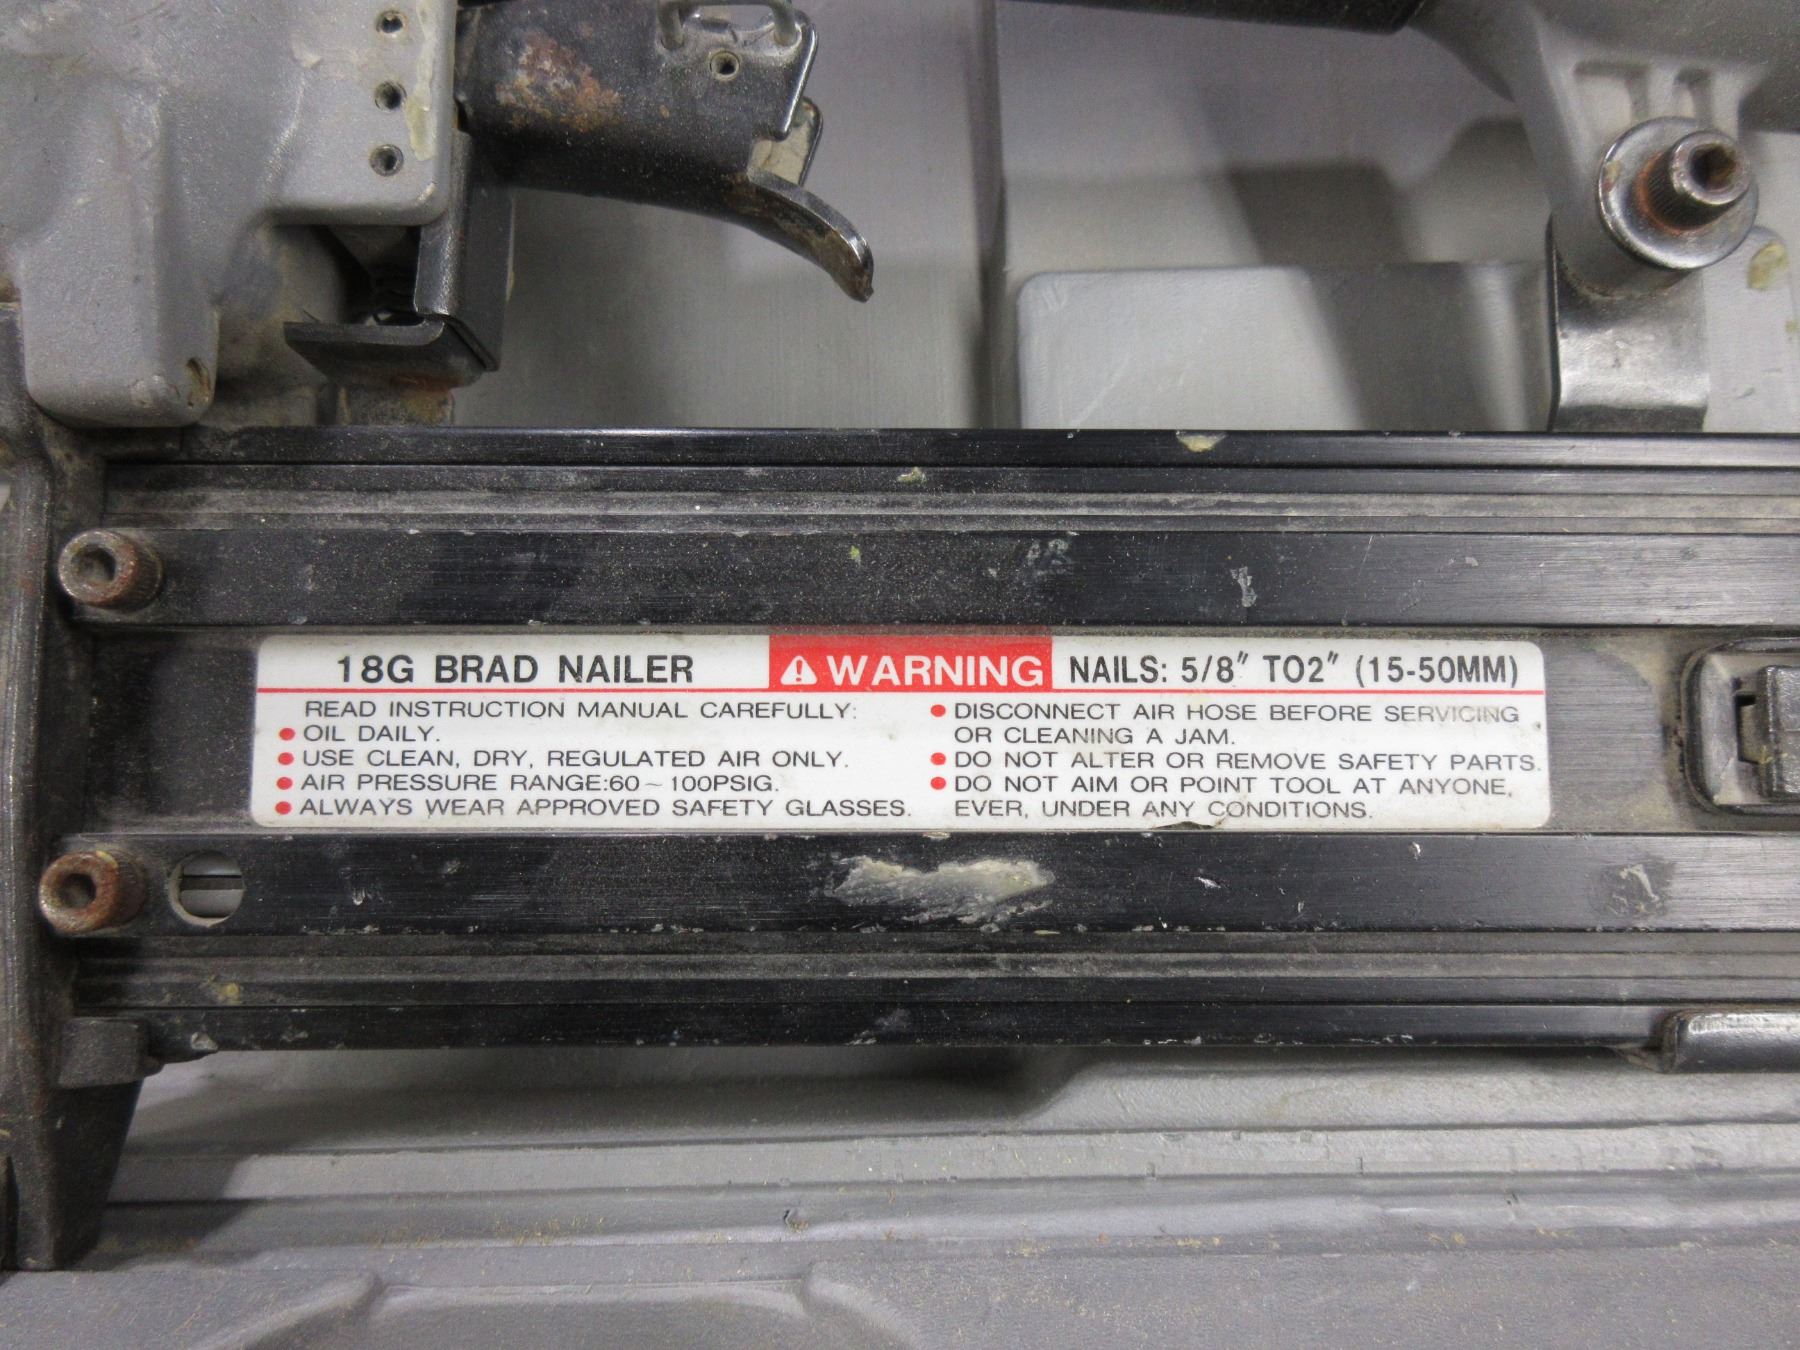 18G BRAD NAILER
⚠ WARNING
NAILS: 5/8" TO2" (15-50MM)
READ INSTRUCTION MANUAL CAREFULLY:
● OIL DAILY.
● USE CLEAN, DRY, REGULATED AIR ONLY.
● AIR PRESSURE RANGE:60~100PSIG.
● ALWAYS WEAR APPROVED SAFETY GLASSES.
● DISCONNECT AIR HOSE BEFORE SERVICING
OR CLEANING A JAM.
● DO NOT ALTER OR REMOVE SAFETY PARTS.
● DO NOT AIM OR POINT TOOL AT ANYONE,
EVER, UNDER ANY CONDITIONS.